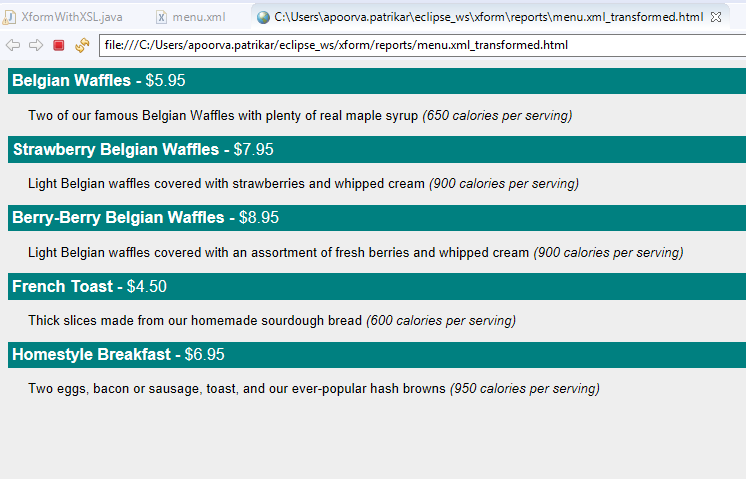 XformWithXSL.java menu.xml C:\Users\apoorva.patrikar\eclipse_ws\xform\reports\menu.xml_transformed.html
file:///C:/Users/apoorva.patrikar/eclipse_ws/xform/reports/menu.xml_transformed.html
Belgian Waffles - $5.95
Two of our famous Belgian Waffles with plenty of real maple syrup (650 calories per serving)
Strawberry Belgian Waffles - $7.95
Light Belgian waffles covered with strawberries and whipped cream (900 calories per serving)
Berry-Berry Belgian Waffles - $8.95
Light Belgian waffles covered with an assortment of fresh berries and whipped cream (900 calories per serving)
French Toast - $4.50
Thick slices made from our homemade sourdough bread (600 calories per serving)
Homestyle Breakfast - $6.95
Two eggs, bacon or sausage, toast, and our ever-popular hash browns (950 calories per serving)